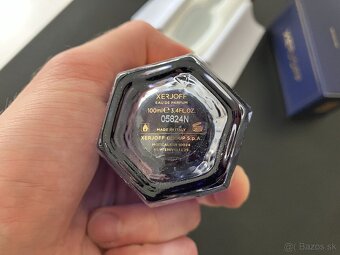 XERJOFF
EAU DE PARFUM
100ml ℮ 3.4FL.OZ.
05824N
MADE IN ITALY
XERJOFF GROUP S.p.A.
bazos.sk